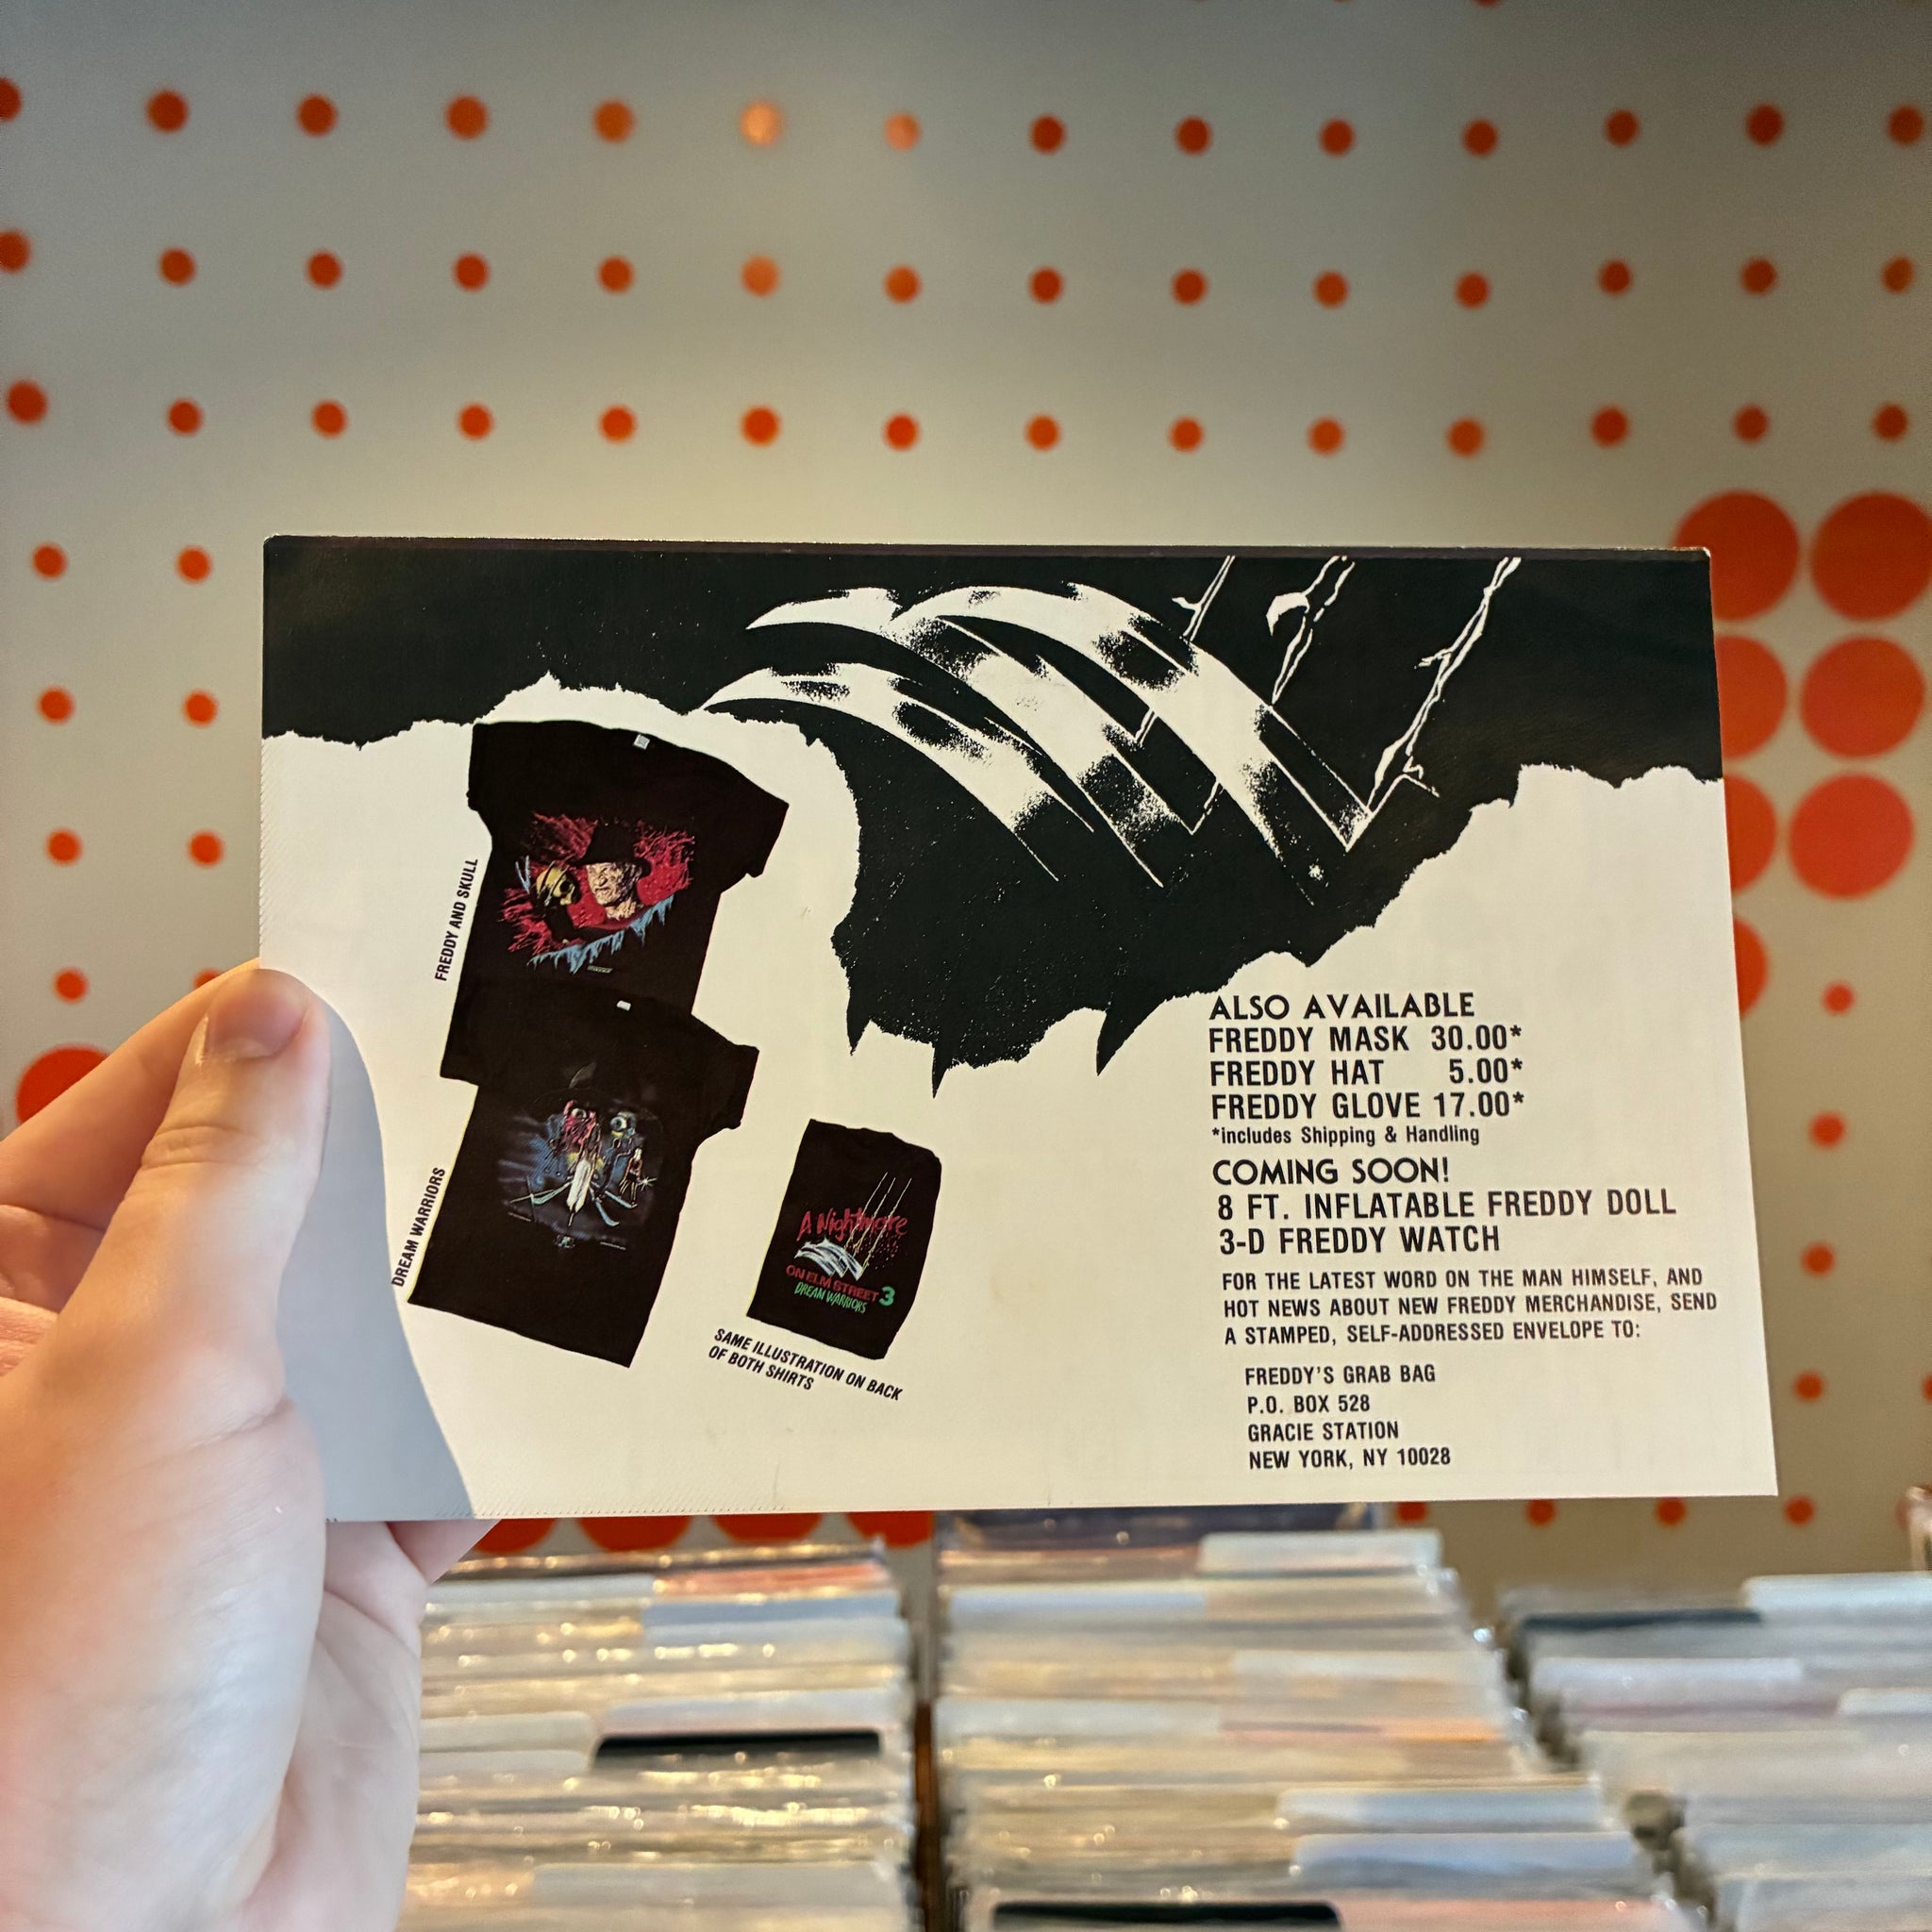 FREDDY AND SKULL
DREAM WARRIORS
A Nightmare
ON ELM STREET 3
DREAM WARRIORS
SAME ILLUSTRATION ON BACK
OF BOTH SHIRTS
ALSO AVAILABLE
FREDDY MASK 30.00*
FREDDY HAT 5.00*
FREDDY GLOVE 17.00*
*includes Shipping & Handling
COMING SOON!
8 FT. INFLATABLE FREDDY DOLL
3-D FREDDY WATCH
FOR THE LATEST WORD ON THE MAN HIMSELF, AND
HOT NEWS ABOUT NEW FREDDY MERCHANDISE, SEND
A STAMPED, SELF-ADDRESSED ENVELOPE TO:
FREDDY'S GRAB BAG
P.O. BOX 528
GRACIE STATION
NEW YORK, NY 10028